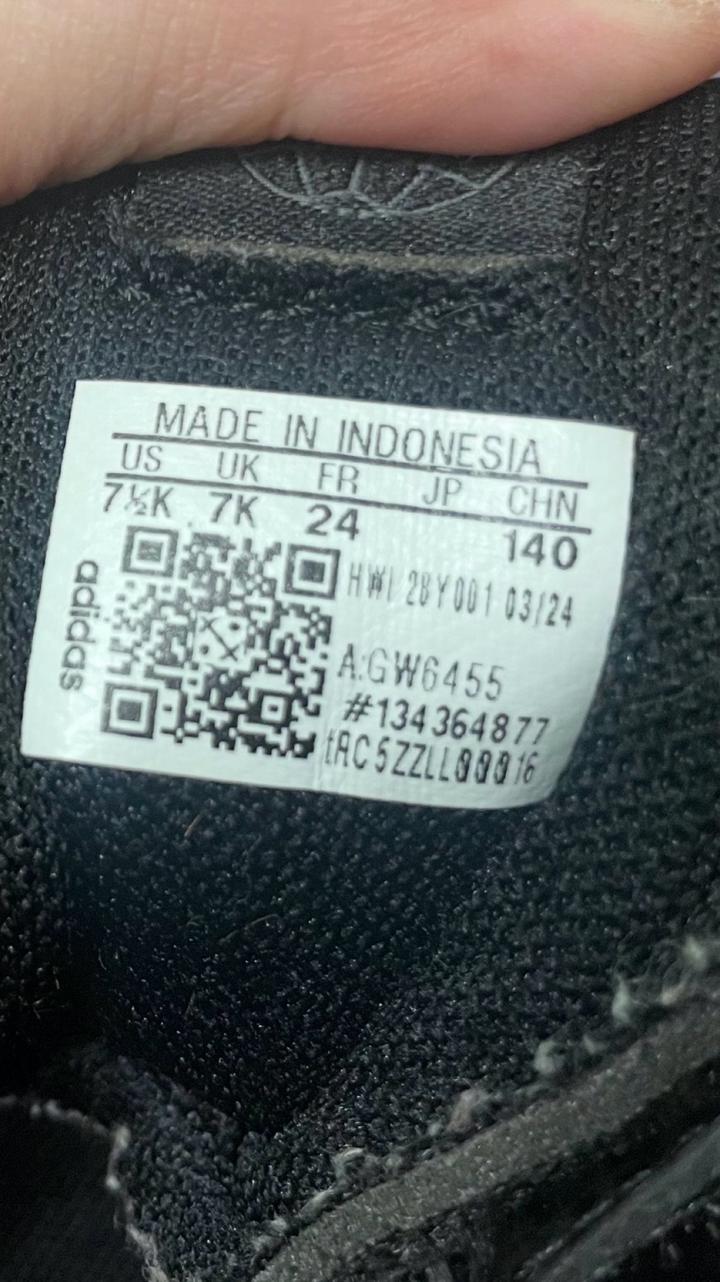 MADE IN INDONESIA
US UK FR JP CHN
7½K 7K 24 140
HWI 28Y001 03/24
A:GW6455
#134364877
adidas